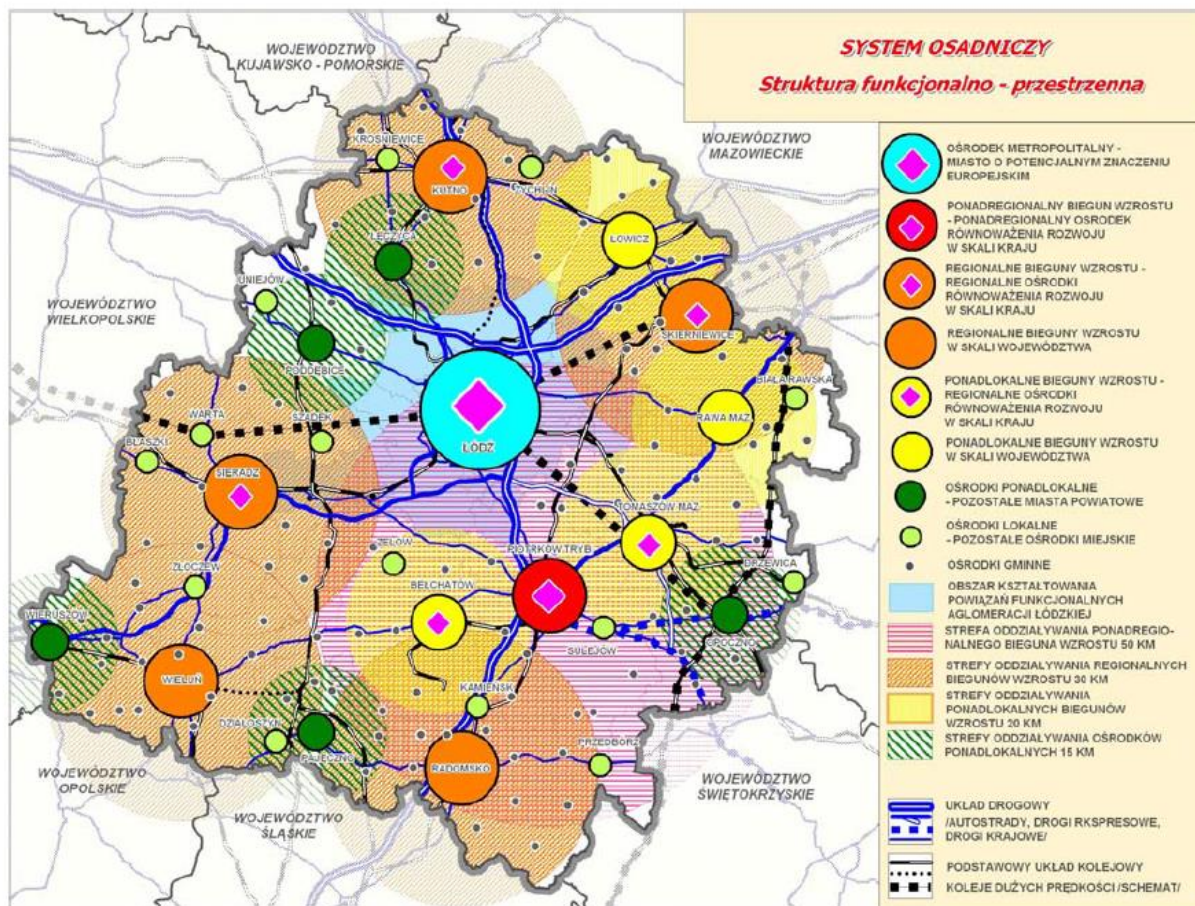 SYSTEM OSADNICZY
Struktura funkcjonalno - przestrzenna
WOJEWÓDZTWO
KUJAWSKO - POMORSKIE
WOJEWÓDZTWO
MAZOWIECKIE
KROŚNIEWICE
KUTNO
ŻYCHLIN
ŁĘCZYCA
ŁOWICZ
UNIEJÓW
WOJEWÓDZTWO
WIELKOPOLSKIE
SKIERNIEWICE
PODDĘBICE
BIAŁA RAWSKA
WARTA
SZADEK
RAWA MAZ
BŁASZKI
ŁÓDŹ
SIERADZ
TOMASZÓW MAZ
ZELÓW
PIOTRKÓW TRYB
DRZEWICA
ZŁOCZEW
BEŁCHATÓW
WIERUSZÓW
OPOCZNO
SULEJÓW
WIELUŃ
KAMIEŃSK
DZIAŁOSZYN
PAJĘCZNO
PRZEDBÓRZ
RADOMSKO
WOJEWÓDZTWO
OPOLSKIE
WOJEWÓDZTWO
ŚLĄSKIE
WOJEWÓDZTWO
ŚWIĘTOKRZYSKIE
OŚRODEK METROPOLITALNY -
MIASTO O POTENCJALNYM ZNACZENIU
EUROPEJSKIM
PONADREGIONALNY BIEGUN WZROSTU
- PONADREGIONALNY OŚRODEK
RÓWNOWAŻENIA ROZWOJU
W SKALI KRAJU
REGIONALNE BIEGUNY WZROSTU -
REGIONALNE OŚRODKI
RÓWNOWAŻENIA ROZWOJU
W SKALI KRAJU
REGIONALNE BIEGUNY WZROSTU
W SKALI WOJEWÓDZTWA
PONADLOKALNE BIEGUNY WZROSTU -
REGIONALNE OŚRODKI
RÓWNOWAŻENIA ROZWOJU
W SKALI KRAJU
PONADLOKALNE BIEGUNY WZROSTU
W SKALI WOJEWÓDZTWA
OŚRODKI PONADLOKALNE
- POZOSTAŁE MIASTA POWIATOWE
OŚRODKI LOKALNE
- POZOSTAŁE OŚRODKI MIEJSKIE
OŚRODKI GMINNE
OBSZAR KSZTAŁTOWANIA
POWIĄZAŃ FUNKCJONALNYCH
AGLOMERACJI ŁÓDZKIEJ
STREFA ODDZIAŁYWANIA PONADREGIO-
NALNEGO BIEGUNA WZROSTU 50 KM
STREFY ODDZIAŁYWANIA REGIONALNYCH
BIEGUNÓW WZROSTU 30 KM
STREFY ODDZIAŁYWANIA
PONADLOKALNYCH BIEGUNÓW
WZROSTU 20 KM
STREFY ODDZIAŁYWANIA OŚRODKÓW
PONADLOKALNYCH 15 KM
UKŁAD DROGOWY
/AUTOSTRADY, DROGI RKSPRESOWE,
DROGI KRAJOWE/
PODSTAWOWY UKŁAD KOLEJOWY
KOLEJE DUŻYCH PRĘDKOŚCI /SCHEMAT/